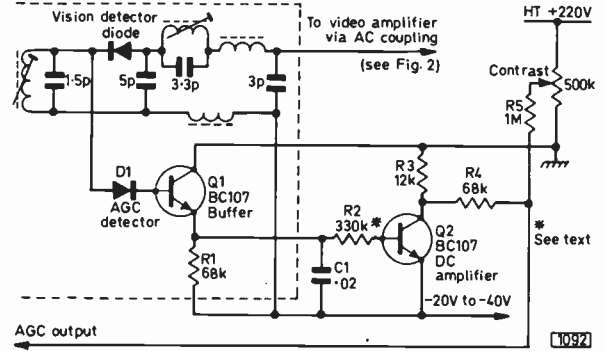 Vision detector
diode
To video amplifier
via AC coupling
(see Fig. 2)
HT +220V
1·5p
5p
3·3p
3p
Contrast
500k
R5
1M
D1
AGC
detector
Q1
BC107
Buffer
R3
12k
R4
68k
R2
330k *
Q2
BC107
DC
amplifier
*
See text
R1
68k
C1
·02
-20V to -40V
AGC output
1092